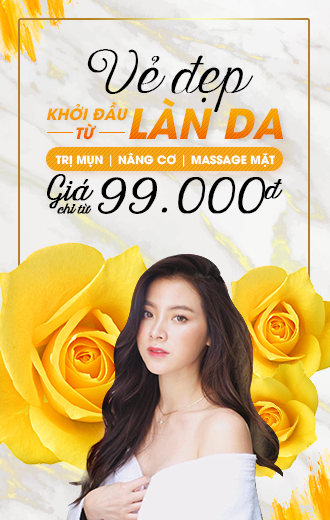 Vẻ đẹp
KHỞI ĐẦU
TỪ
LÀN DA
TRỊ MỤN | NÂNG CƠ | MASSAGE MẶT
Giá
chỉ từ
99.000đ